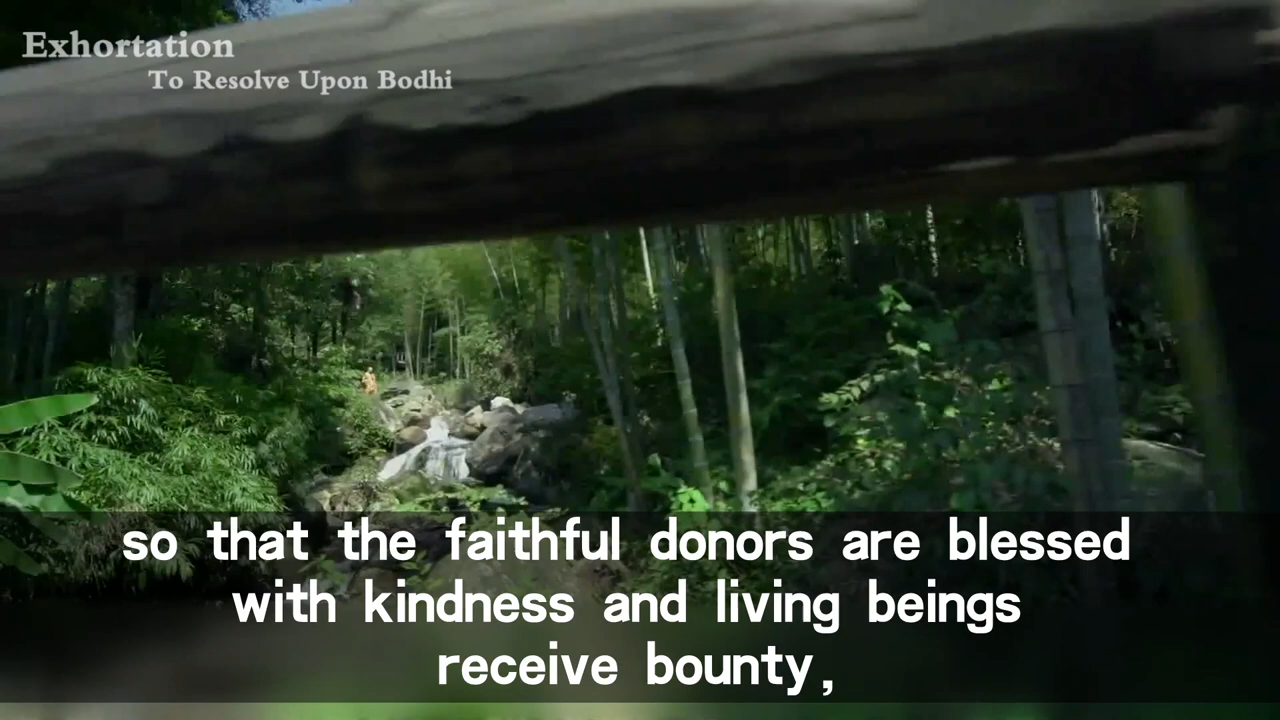 Exhortation
To Resolve Upon Bodhi
so that the faithful donors are blessed
with kindness and living beings
receive bounty,